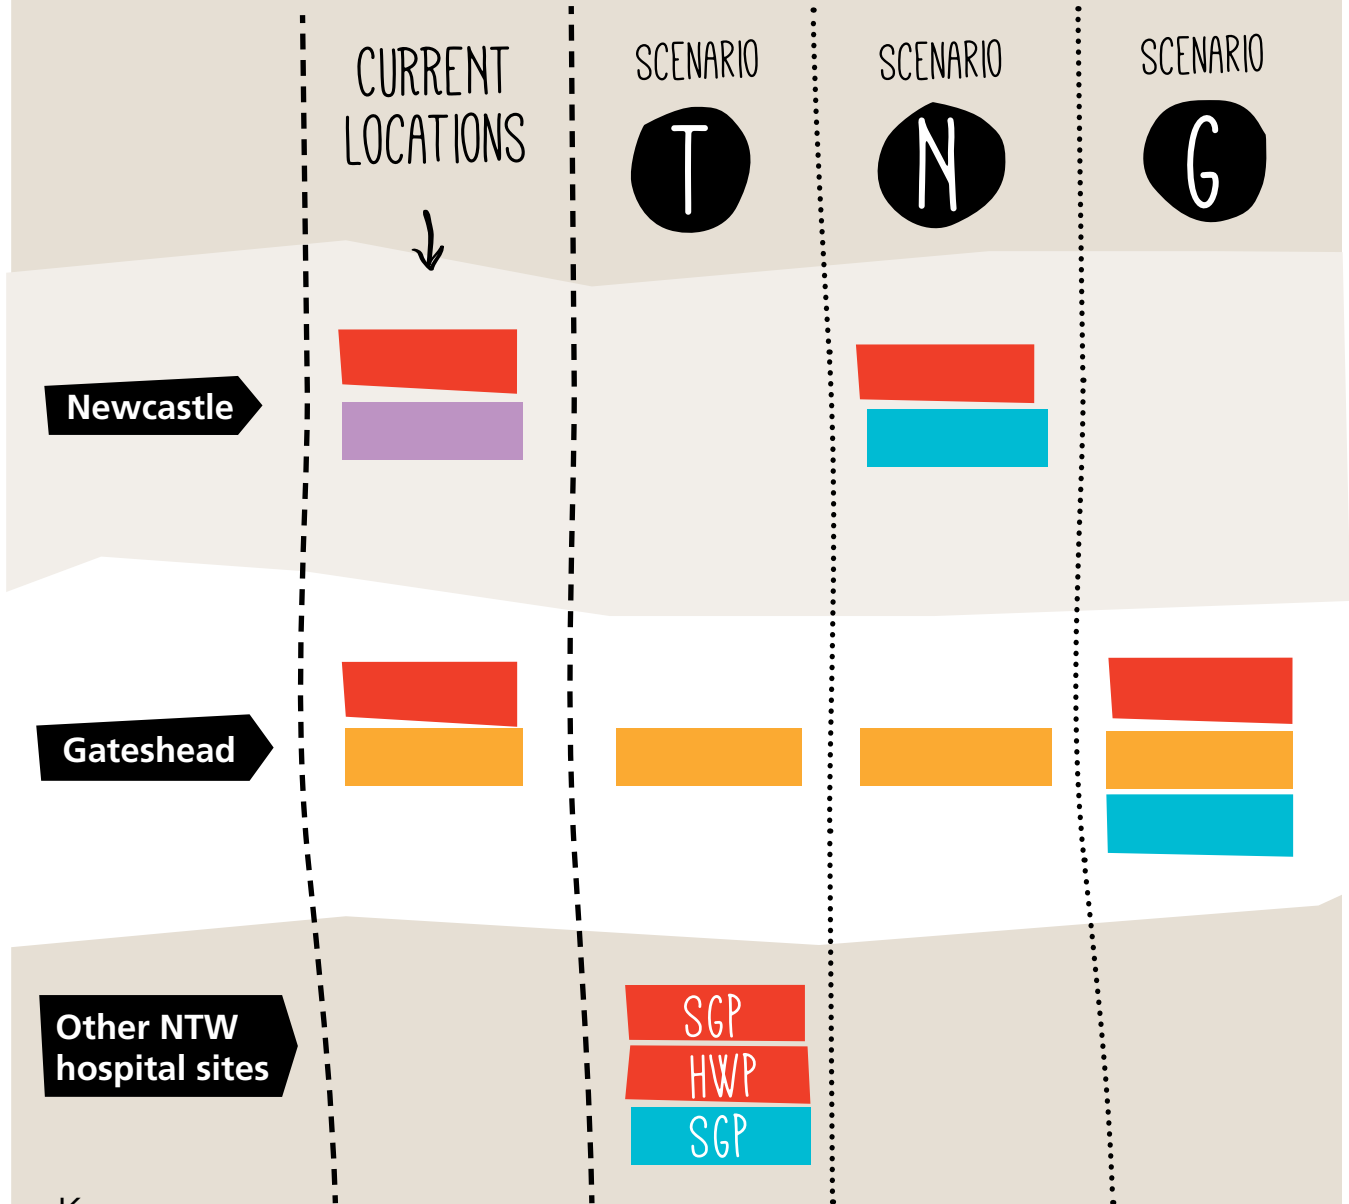 CURRENT
LOCATIONS
SCENARIO
T
SCENARIO
N
SCENARIO
G
Newcastle
Gateshead
Other NTW
hospital sites
SGP
HWP
SGP